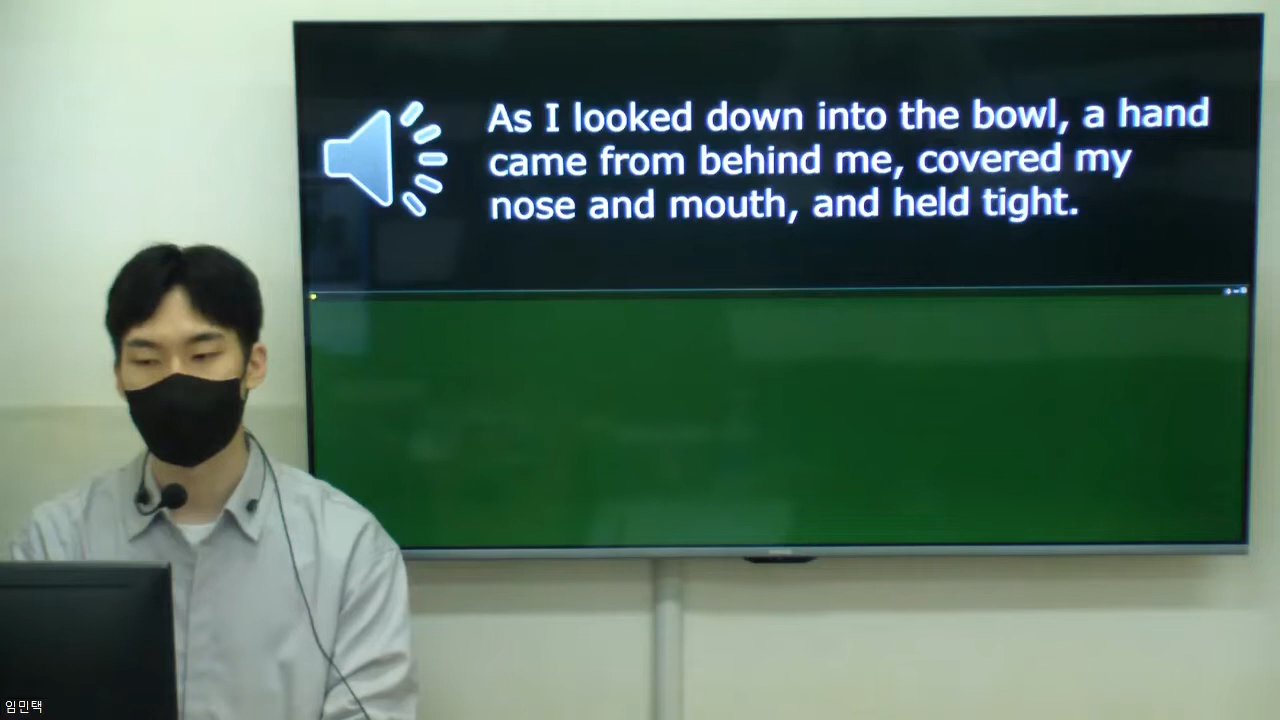 As I looked down into the bowl, a hand
came from behind me, covered my
nose and mouth, and held tight.
임민택